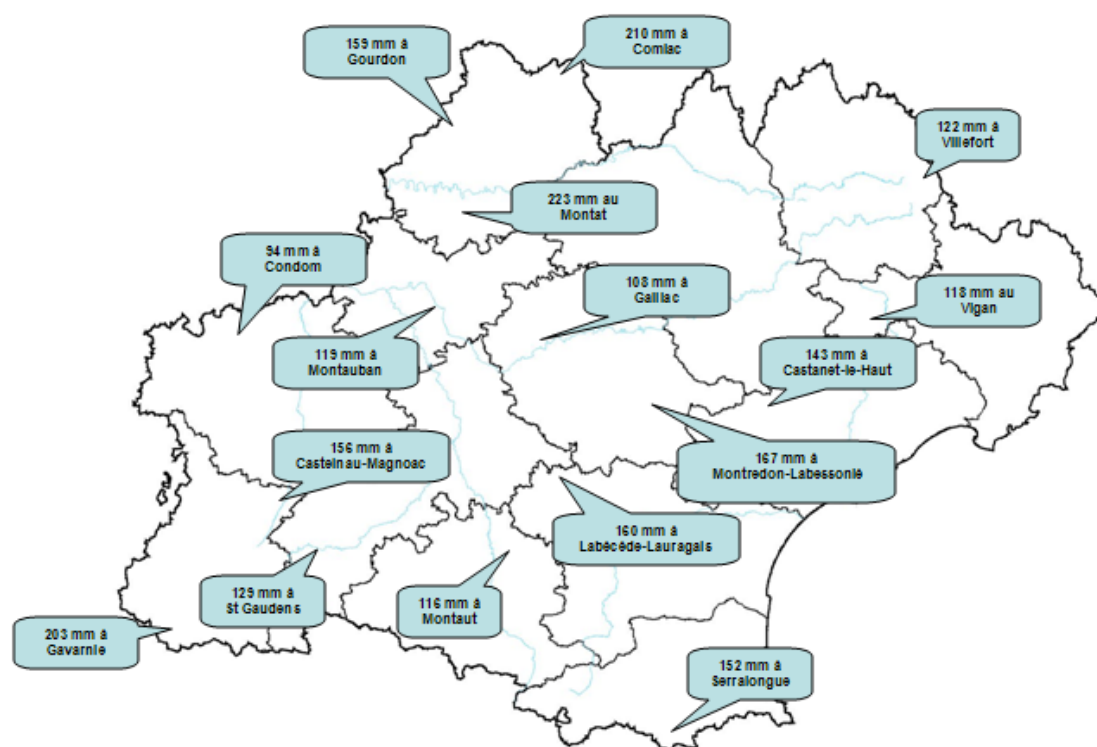 159 mm à
Gourdon
210 mm à
Comiac
122 mm à
Villefort
223 mm au
Montat
94 mm à
Condom
108 mm à
Gaillac
118 mm au
Vigan
119 mm à
Montauban
143 mm à
Castanet-le-Haut
156 mm à
Castelnau-Magnoac
167 mm à
Montredon-Labessonié
160 mm à
Labécède-Lauragais
129 mm à
St Gaudens
116 mm à
Montaut
203 mm à
Gavarnie
152 mm à
Serralongue